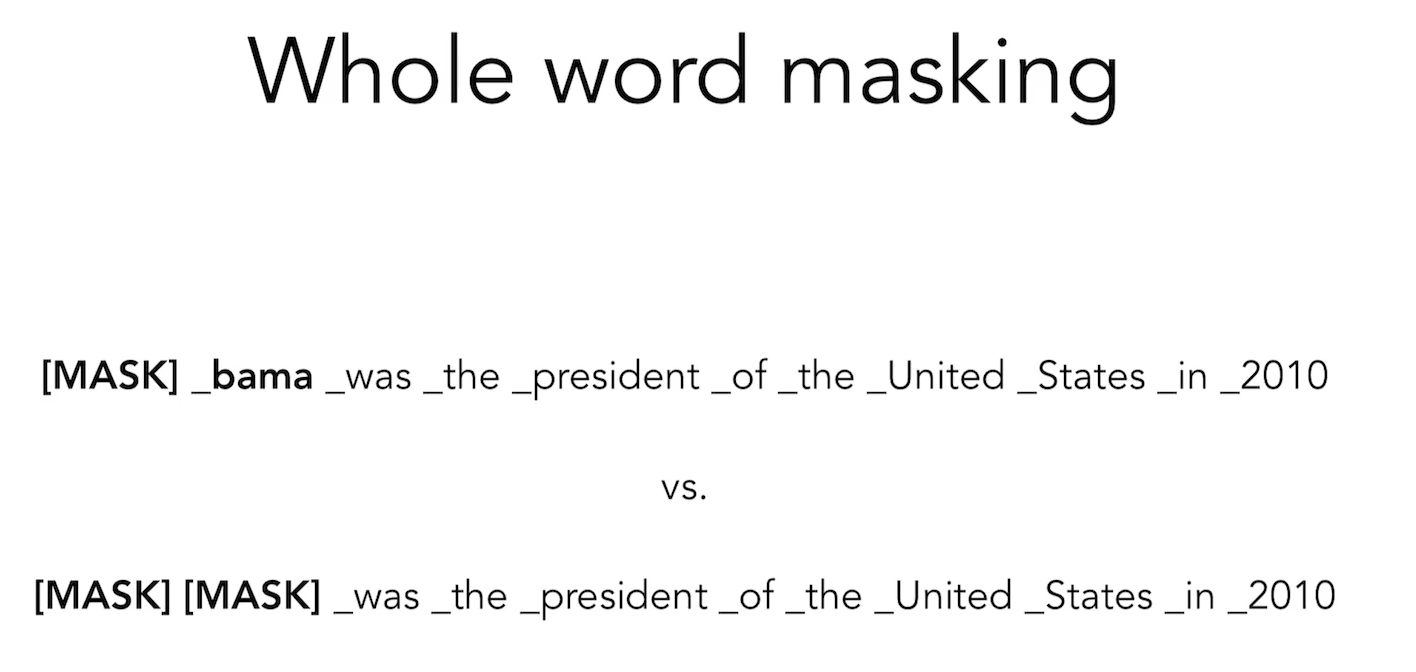 Whole word masking
[MASK] _bama _was _the _president _of _the _United _States _in _2010
vs.
[MASK] [MASK] _was _the _president _of _the _United _States _in _2010